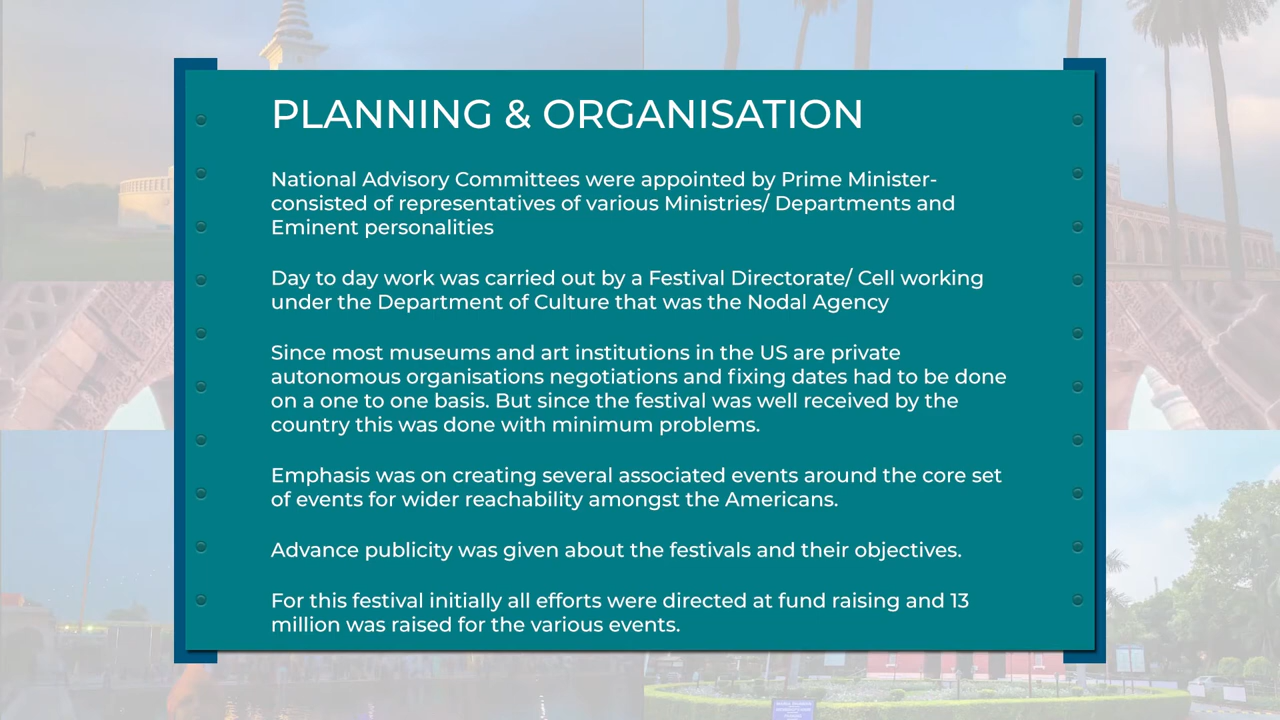 PLANNING & ORGANISATION
National Advisory Committees were appointed by Prime Minister-
consisted of representatives of various Ministries/ Departments and
Eminent personalities
Day to day work was carried out by a Festival Directorate/ Cell working
under the Department of Culture that was the Nodal Agency
Since most museums and art institutions in the US are private
autonomous organisations negotiations and fixing dates had to be done
on a one to one basis. But since the festival was well received by the
country this was done with minimum problems.
Emphasis was on creating several associated events around the core set
of events for wider reachability amongst the Americans.
Advance publicity was given about the festivals and their objectives.
For this festival initially all efforts were directed at fund raising and 13
million was raised for the various events.